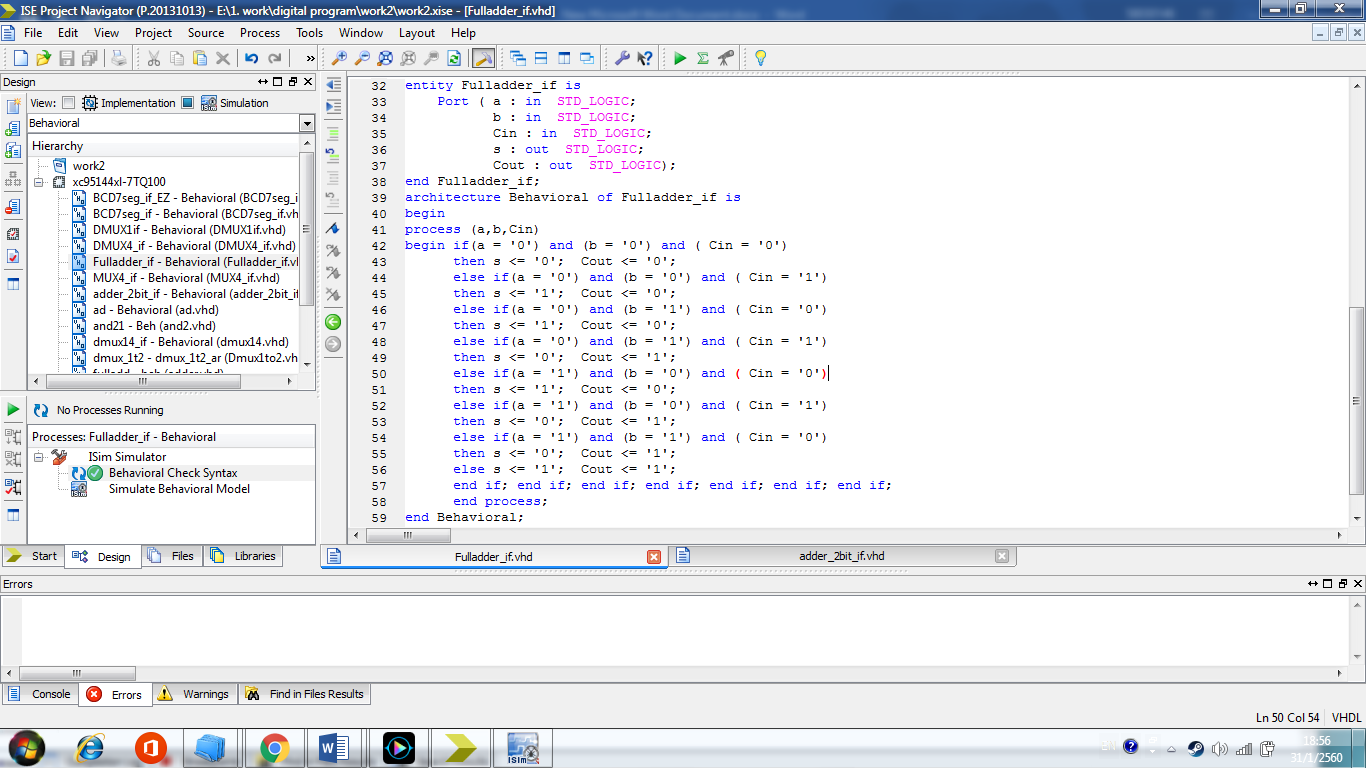 ISE Project Navigator (P.20131013) - E:\1. work\digital program\work2\work2.xise - [Fulladder_if.vhd]
File Edit View Project Source Process Tools Window Layout Help
Design
View: Implementation Simulation
Behavioral
Hierarchy
work2
xc95144xl-7TQ100
BCD7seg_if_EZ - Behavioral (BCD7seg_i
BCD7seg_if - Behavioral (BCD7seg_if.vh
DMUX1if - Behavioral (DMUX1if.vhd)
DMUX4_if - Behavioral (DMUX4_if.vhd)
Fulladder_if - Behavioral (Fulladder_if.vl
MUX4_if - Behavioral (MUX4_if.vhd)
adder_2bit_if - Behavioral (adder_2bit_if
ad - Behavioral (ad.vhd)
and21 - Beh (and2.vhd)
dmux14_if - Behavioral (dmux14.vhd)
dmux_1t2 - dmux_1t2_ar (Dmux1to2.vh
No Processes Running
Processes: Fulladder_if - Behavioral
ISim Simulator
Behavioral Check Syntax
Simulate Behavioral Model
Start Design Files Libraries
32 entity Fulladder_if is
33 Port ( a : in STD_LOGIC;
34 b : in STD_LOGIC;
35 Cin : in STD_LOGIC;
36 s : out STD_LOGIC;
37 Cout : out STD_LOGIC);
38 end Fulladder_if;
39 architecture Behavioral of Fulladder_if is
40 begin
41 process (a,b,Cin)
42 begin if(a = '0') and (b = '0') and ( Cin = '0')
43 then s <= '0'; Cout <= '0';
44 else if(a = '0') and (b = '0') and ( Cin = '1')
45 then s <= '1'; Cout <= '0';
46 else if(a = '0') and (b = '1') and ( Cin = '0')
47 then s <= '1'; Cout <= '0';
48 else if(a = '0') and (b = '1') and ( Cin = '1')
49 then s <= '0'; Cout <= '1';
50 else if(a = '1') and (b = '0') and ( Cin = '0')
51 then s <= '1'; Cout <= '0';
52 else if(a = '1') and (b = '0') and ( Cin = '1')
53 then s <= '0'; Cout <= '1';
54 else if(a = '1') and (b = '1') and ( Cin = '0')
55 then s <= '0'; Cout <= '1';
56 else s <= '1'; Cout <= '1';
57 end if; end if; end if; end if; end if; end if; end if;
58 end process;
59 end Behavioral;
Fulladder_if.vhd adder_2bit_if.vhd
Errors
Console Errors Warnings Find in Files Results
Ln 50 Col 54 VHDL
18:56
31/1/2560